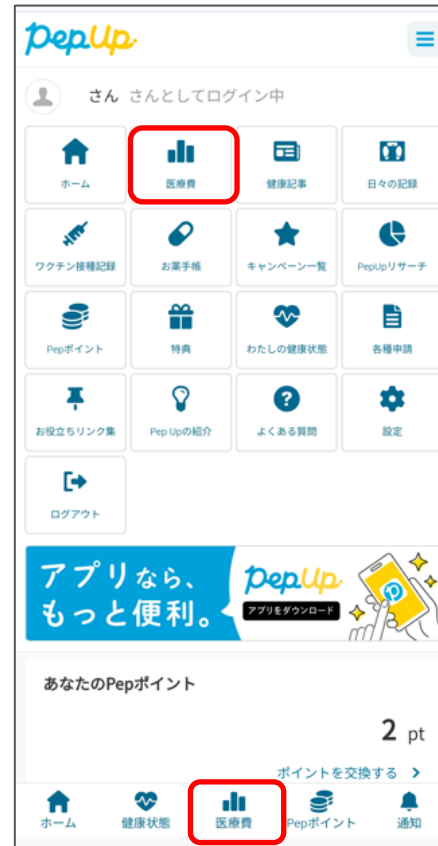 PepUp
さん さんとしてログイン中
ホーム 医療費 健康記事 日々の記録
ワクチン接種記録 お薬手帳 キャンペーン一覧 PepUpリサーチ
Pepポイント 特典 わたしの健康状態 各種申請
お役立ちリンク集 Pep Upの紹介 よくある質問 設定
ログアウト
アプリなら、
もっと便利。
PepUp
アプリをダウンロード
あなたのPepポイント
2 pt
ポイントを交換する
ホーム 健康状態 医療費 Pepポイント 通知